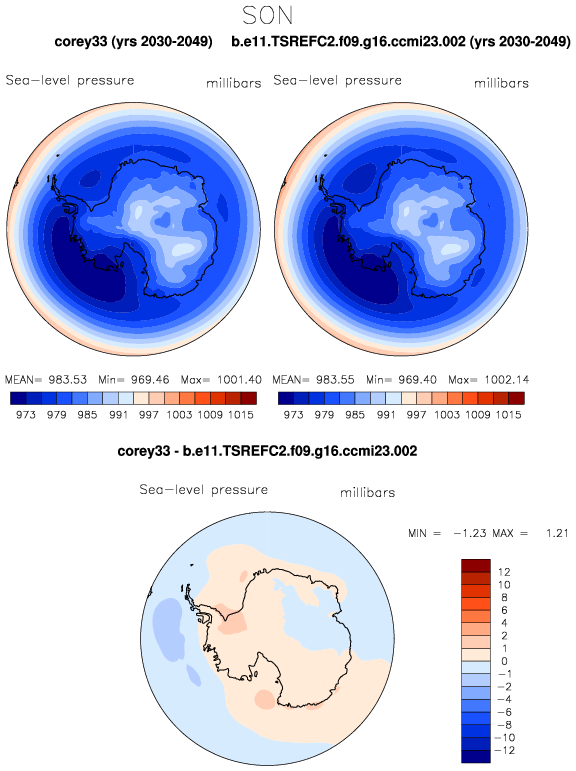 SON
corey33 (yrs 2030-2049) b.e11.TSREFC2.f09.g16.ccmi23.002 (yrs 2030-2049)
Sea-level pressure millibars Sea-level pressure millibars
MEAN= 983.53 Min= 969.46 Max= 1001.40 MEAN= 983.55 Min= 969.40 Max= 1002.14
973 979 985 991 997 1003 1009 1015 973 979 985 991 997 1003 1009 1015
corey33 - b.e11.TSREFC2.f09.g16.ccmi23.002
Sea-level pressure millibars
MIN = -1.23 MAX = 1.21
12
10
8
6
4
2
1
0
-1
-2
-4
-6
-8
-10
-12